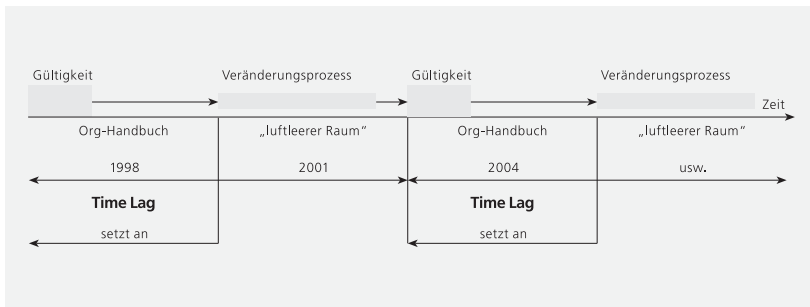 Gültigkeit Veränderungsprozess Gültigkeit Veränderungsprozess
Zeit
Org-Handbuch „luftleerer Raum“ Org-Handbuch „luftleerer Raum“
1998 2001 2004 usw.
Time Lag Time Lag
setzt an setzt an